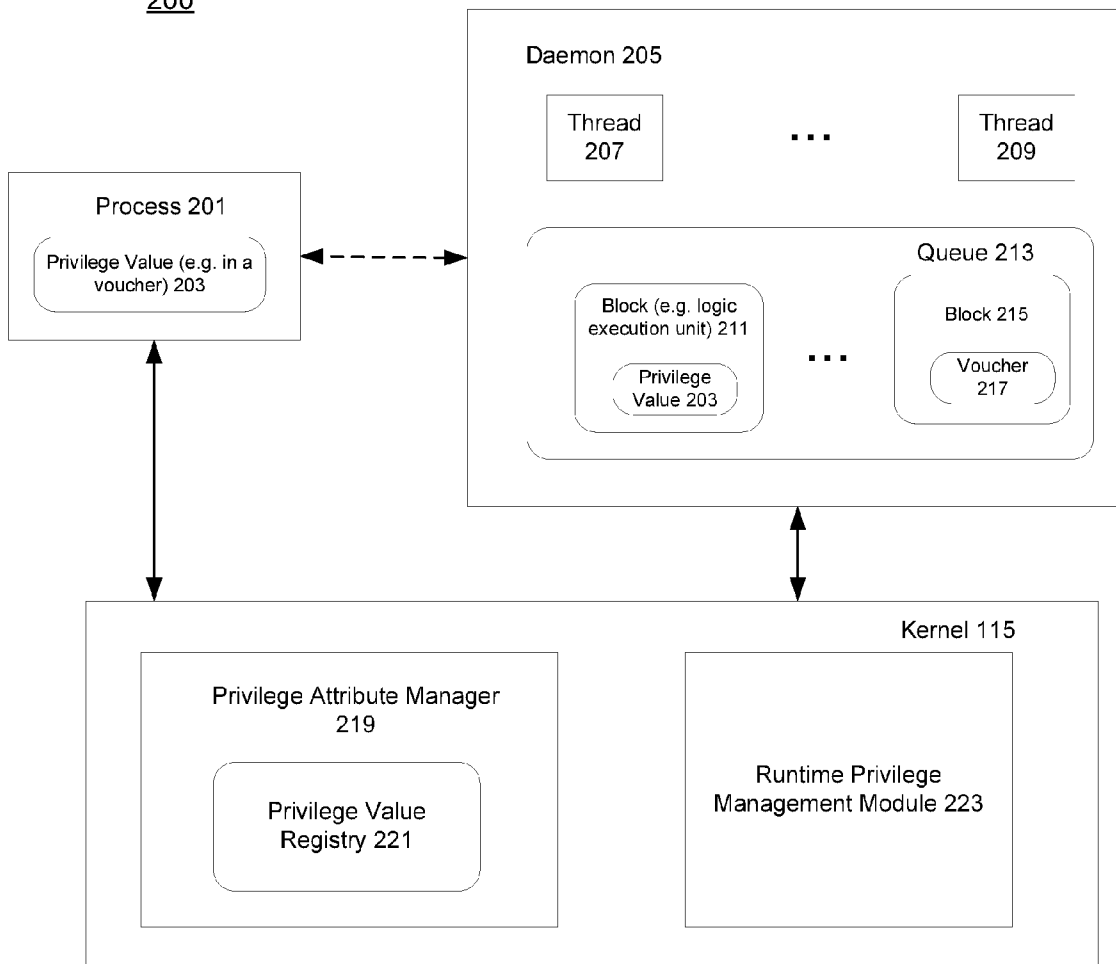 200
Daemon 205
Thread
207
...
Thread
209
Process 201
Privilege Value (e.g. in a
voucher) 203
Queue 213
Block (e.g. logic
execution unit) 211
Privilege
Value 203
...
Block 215
Voucher
217
Kernel 115
Privilege Attribute Manager
219
Privilege Value
Registry 221
Runtime Privilege
Management Module 223